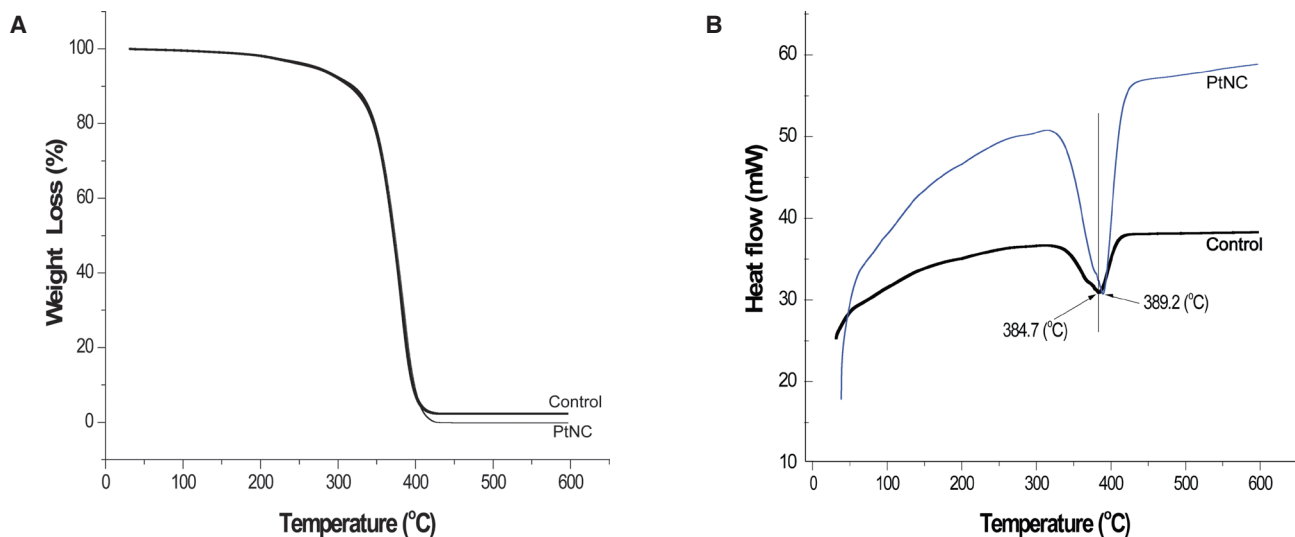 A
Weight Loss (%)
100
80
60
40
20
0
Control
PtNC
0 100 200 300 400 500 600
Temperature (°C)
B
Heat flow (mW)
60
50
40
30
20
10
PtNC
Control
389.2 (°C)
384.7 (°C)
0 100 200 300 400 500 600
Temperature (°C)